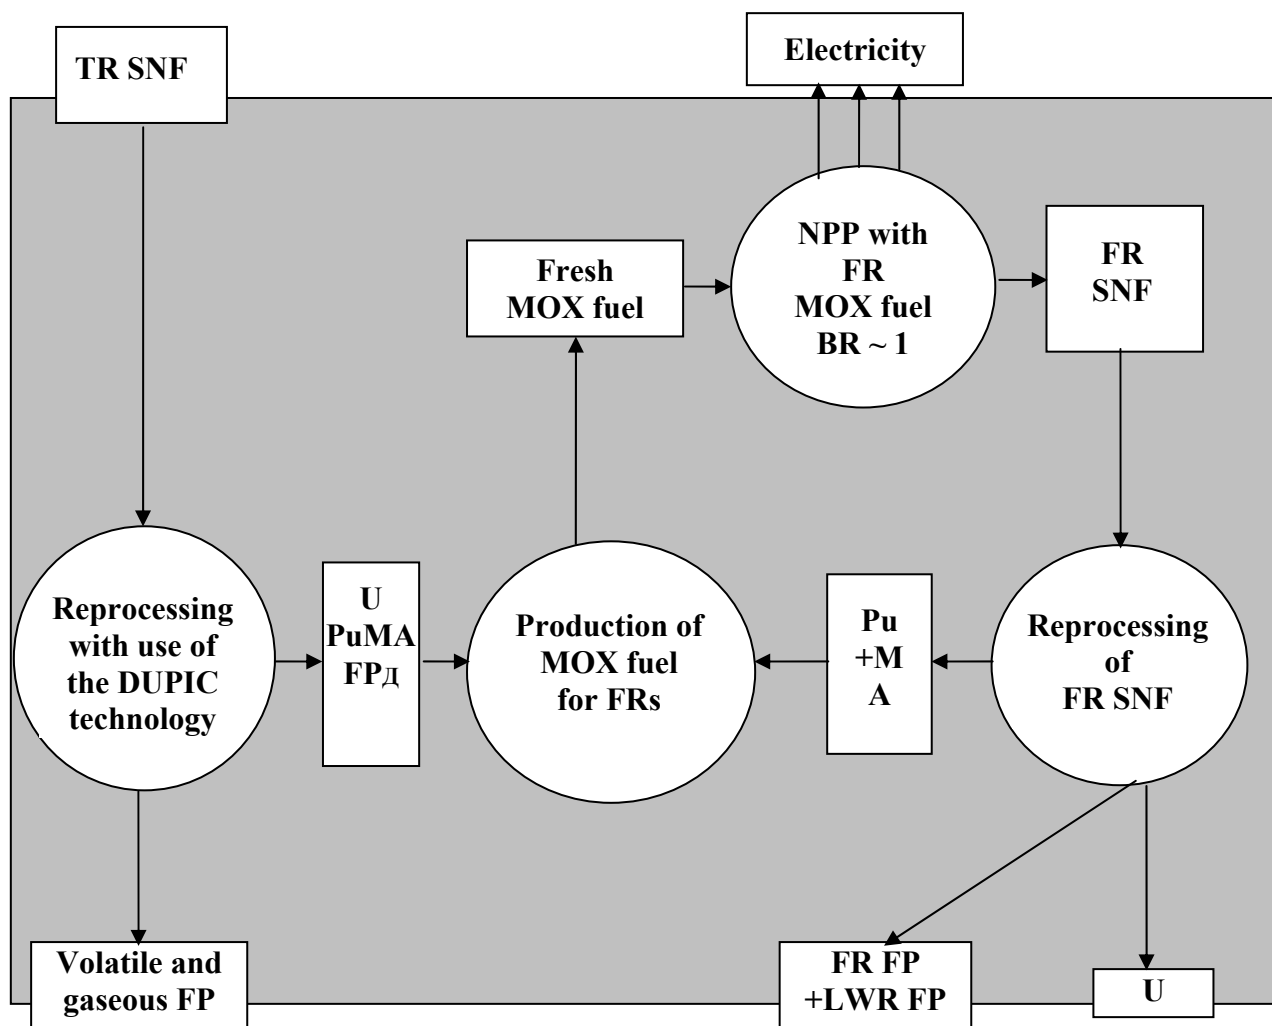 TR SNF
Electricity
NPP with
FR
MOX fuel
BR ~ 1
Fresh
MOX fuel
FR
SNF
Reprocessing
with use of
the DUPIC
technology
U
PuMA
FPд
Production of
MOX fuel
for FRs
Pu
+M
A
Reprocessing
of
FR SNF
Volatile and
gaseous FP
FR FP
+LWR FP
U